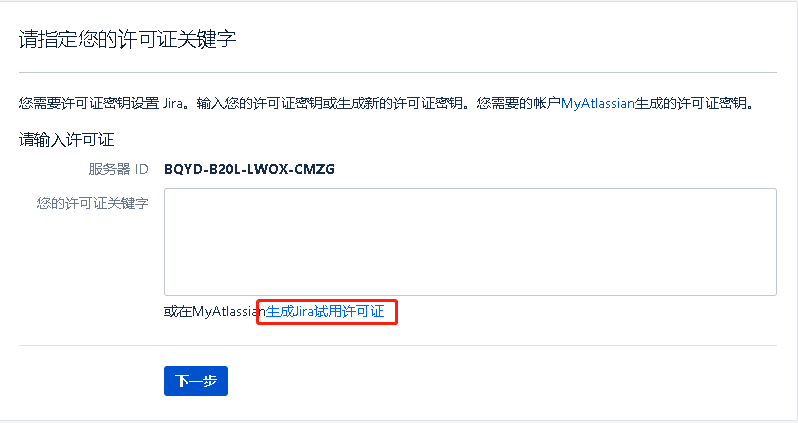 请指定您的许可证关键字
您需要许可证密钥设置 Jira。输入您的许可证密钥或生成新的许可证密钥。您需要的帐户MyAtlassian生成的许可证密钥。
请输入许可证
服务器 ID BQYD-B20L-LWOX-CMZG
您的许可证关键字
或在MyAtlassian生成Jira试用许可证
下一步